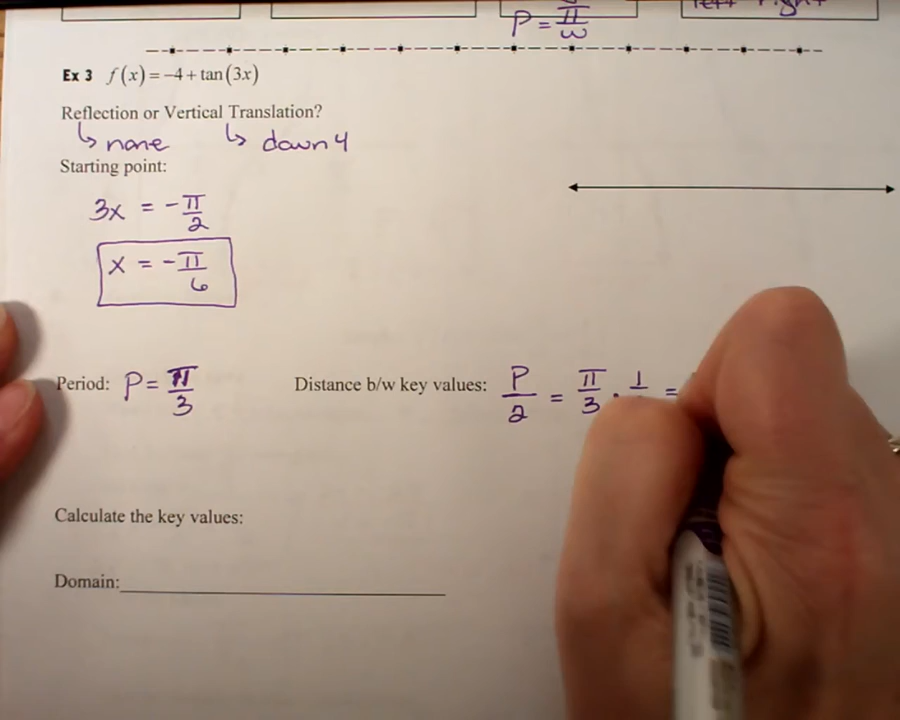 P = π/ω
Ex 3 f(x) = −4 + tan(3x)
Reflection or Vertical Translation?
↳ none ↳ down 4
Starting point:
3x = −π/2
x = −π/6
Period: P = π/3 Distance b/w key values: P/2 = π/3 · 1 =
Calculate the key values:
Domain: